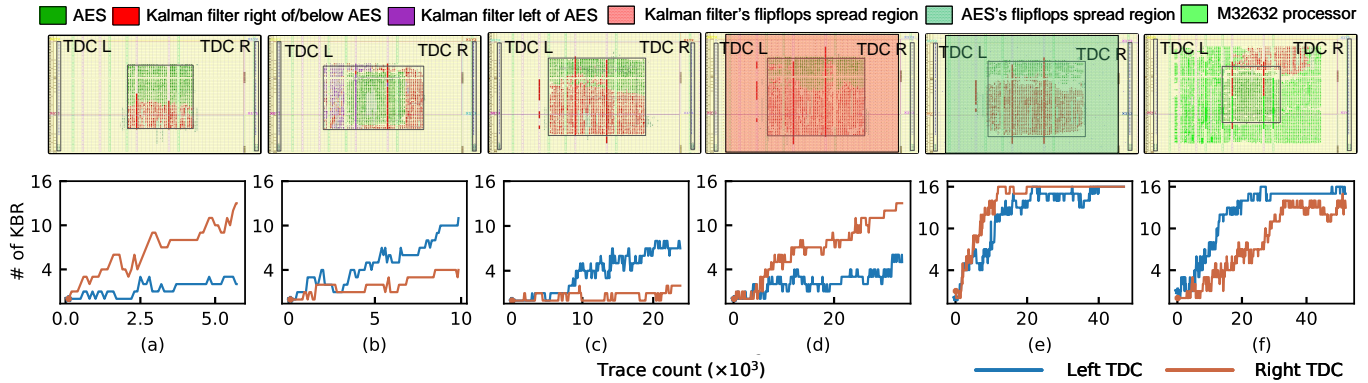 AES Kalman filter right of/below AES Kalman filter left of AES Kalman filter's flipflops spread region AES's flipflops spread region M32632 processor
TDC L TDC R TDC L TDC R TDC L TDC R TDC L TDC R TDC L TDC R TDC L TDC R
# of KBR
16 16 16 16 16 16
10 10 10 10 10 10
4 4 4 4 4 4
0.0 2.5 5.0 0 5 10 0 10 20 0 10 20 30 0 20 40 0 20 40
(a) (b) (c) (d) (e) (f)
Trace count (×10³)
Left TDC Right TDC